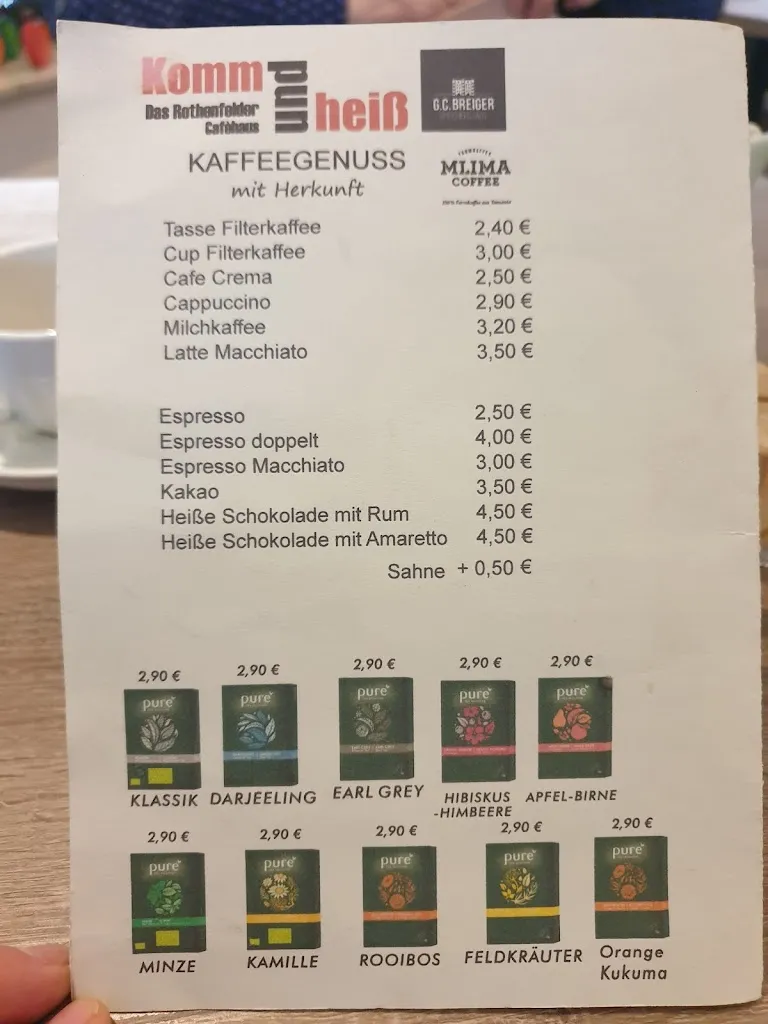 Komm
und
Das Rothenfelder
Cafèhaus
heiß
G.C.BREIGER
KAFFEEGENUSS
mit Herkunft
MLIMA
COFFEE
Tasse Filterkaffee 2,40 €
Cup Filterkaffee 3,00 €
Cafe Crema 2,50 €
Cappuccino 2,90 €
Milchkaffee 3,20 €
Latte Macchiato 3,50 €
Espresso 2,50 €
Espresso doppelt 4,00 €
Espresso Macchiato 3,00 €
Kakao 3,50 €
Heiße Schokolade mit Rum 4,50 €
Heiße Schokolade mit Amaretto 4,50 €
Sahne + 0,50 €
2,90 € 2,90 € 2,90 € 2,90 € 2,90 €
pure pure pure pure pure
KLASSIK DARJEELING EARL GREY HIBISKUS
-HIMBEERE APFEL-BIRNE
2,90 € 2,90 € 2,90 € 2,90 € 2,90 €
pure pure pure pure pure
MINZE KAMILLE ROOIBOS FELDKRÄUTER Orange
Kukuma